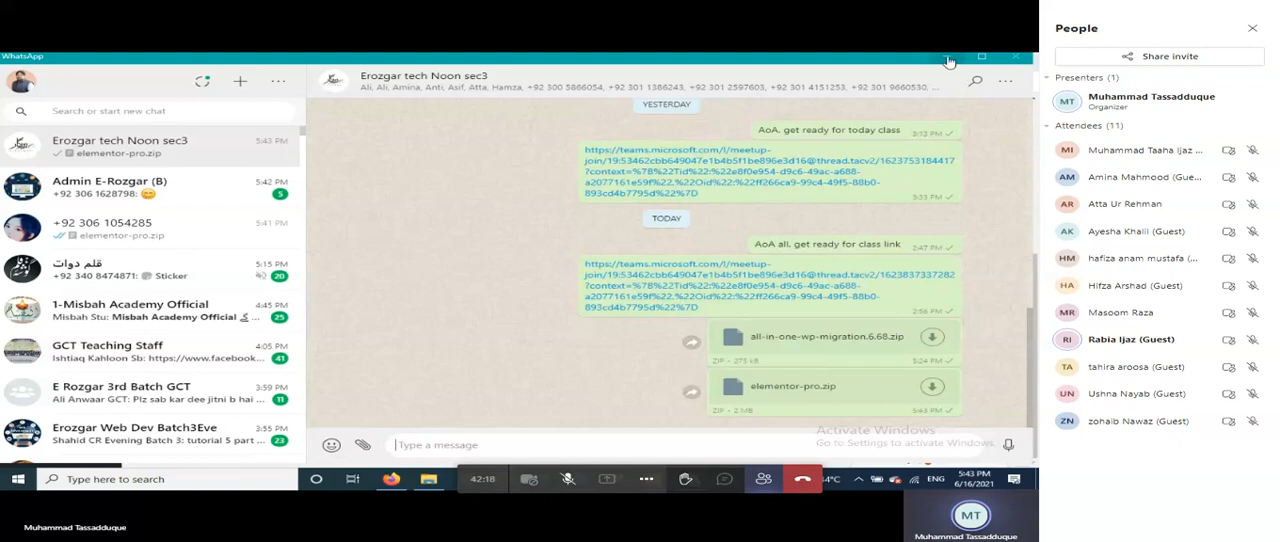 WhatsApp
Search or start new chat
Erozgar tech Noon sec3
5:43 PM
elementor-pro.zip
Admin E-Rozgar (B)
5:42 PM
+92 306 1628798: 😊
5
+92 306 1054285
5:41 PM
elementor-pro.zip
قلم دوات
5:15 PM
+92 340 8474871: Sticker
20
1-Misbah Academy Official
4:45 PM
Misbah Stu: Misbah Academy Official ...
25
GCT Teaching Staff
4:05 PM
Ishtiaq Kahloon Sb: https://www.facebook...
41
E Rozgar 3rd Batch GCT
3:59 PM
Ali Anwaar GCT: Plz sab kar dee jitni b ha...
11
Erozgar Web Dev Batch3Eve
3:55 PM
Shahid CR Evening Batch 3: tutorial 5 part ...
23
Erozgar tech Noon sec3
Ali, Ali, Amina, Anti, Asif, Atta, Hamza, +92 300 5866054, +92 301 1386243, +92 301 2597603, +92 301 4151253, +92 301 9660530, ...
YESTERDAY
AoA, get ready for today class
3:13 PM
https://teams.microsoft.com/l/meetup-
join/19:53462cbb649047e1b4b5f1be896e3d16@thread.tacv2/1623753184417
?context=%7B%22Tid%22:%22e8f0e954-d9c6-49ac-a688-
a2077161e59f%22,%22Oid%22:%22ff266ca9-99c4-49f5-88b0-
893cd4b7795d%22%7D
3:33 PM
TODAY
AoA all, get ready for class link
2:47 PM
https://teams.microsoft.com/l/meetup-
join/19:53462cbb649047e1b4b5f1be896e3d16@thread.tacv2/1623837337282
?context=%7B%22Tid%22:%22e8f0e954-d9c6-49ac-a688-
a2077161e59f%22,%22Oid%22:%22ff266ca9-99c4-49f5-88b0-
893cd4b7795d%22%7D
2:56 PM
all-in-one-wp-migration.6.68.zip
ZIP • 273 kB
5:24 PM
elementor-pro.zip
ZIP • 2 MB
5:43 PM
Activate Windows
Go to Settings to activate Windows.
Type a message
Type here to search
42:18
4°C
ENG
5:43 PM
6/16/2021
Muhammad Tassadduque
MT
Muhammad Tassadduque
People
Share invite
Presenters (1)
MT
Muhammad Tassadduque
Organizer
Attendees (11)
MI Muhammad Taaha Ijaz ...
AM Amina Mahmood (Gue...
AR Atta Ur Rehman
AK Ayesha Khalil (Guest)
HM hafiza anam mustafa (...
HA Hifza Arshad (Guest)
MR Masoom Raza
RI Rabia Ijaz (Guest)
TA tahira aroosa (Guest)
UN Ushna Nayab (Guest)
ZN zohaib Nawaz (Guest)